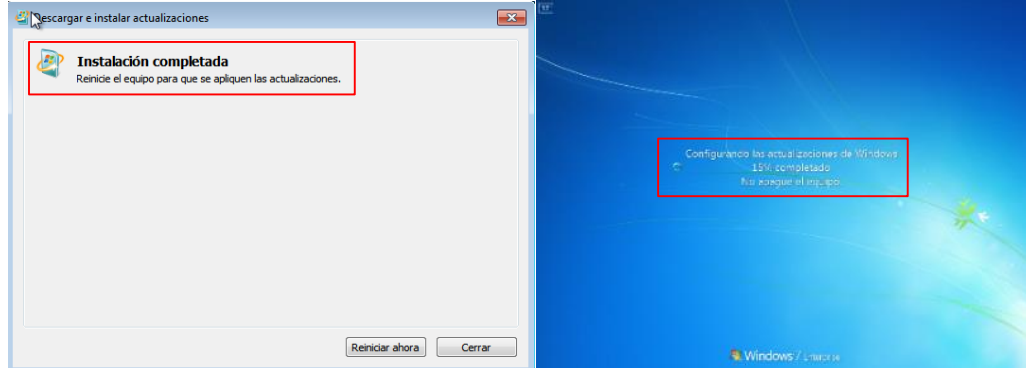 Descargar e instalar actualizaciones
Instalación completada
Reinicie el equipo para que se apliquen las actualizaciones.
Reiniciar ahora
Cerrar
Configurando las actualizaciones de Windows
15% completado
No apague el equipo.
Windows 7 Enterprise